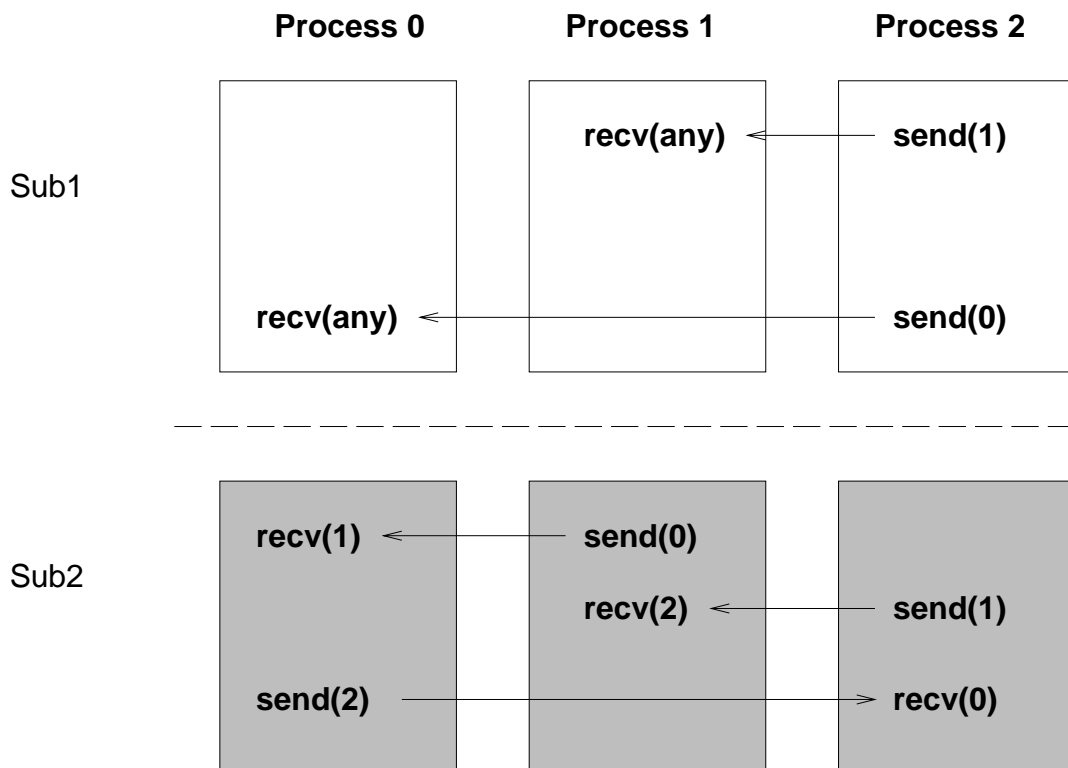 Process 0 Process 1 Process 2
recv(any) send(1)
Sub1
recv(any) send(0)
recv(1) send(0)
Sub2
recv(2) send(1)
send(2) recv(0)